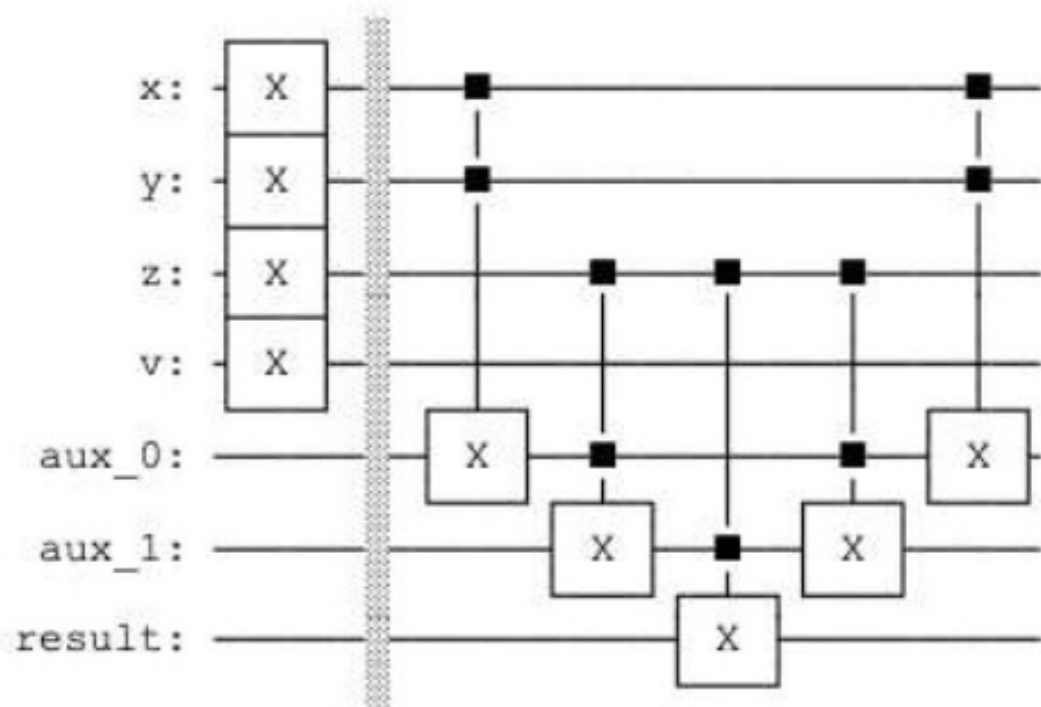 x: X
y: X
z: X
v: X
aux_0: X X
aux_1: X X
result: X